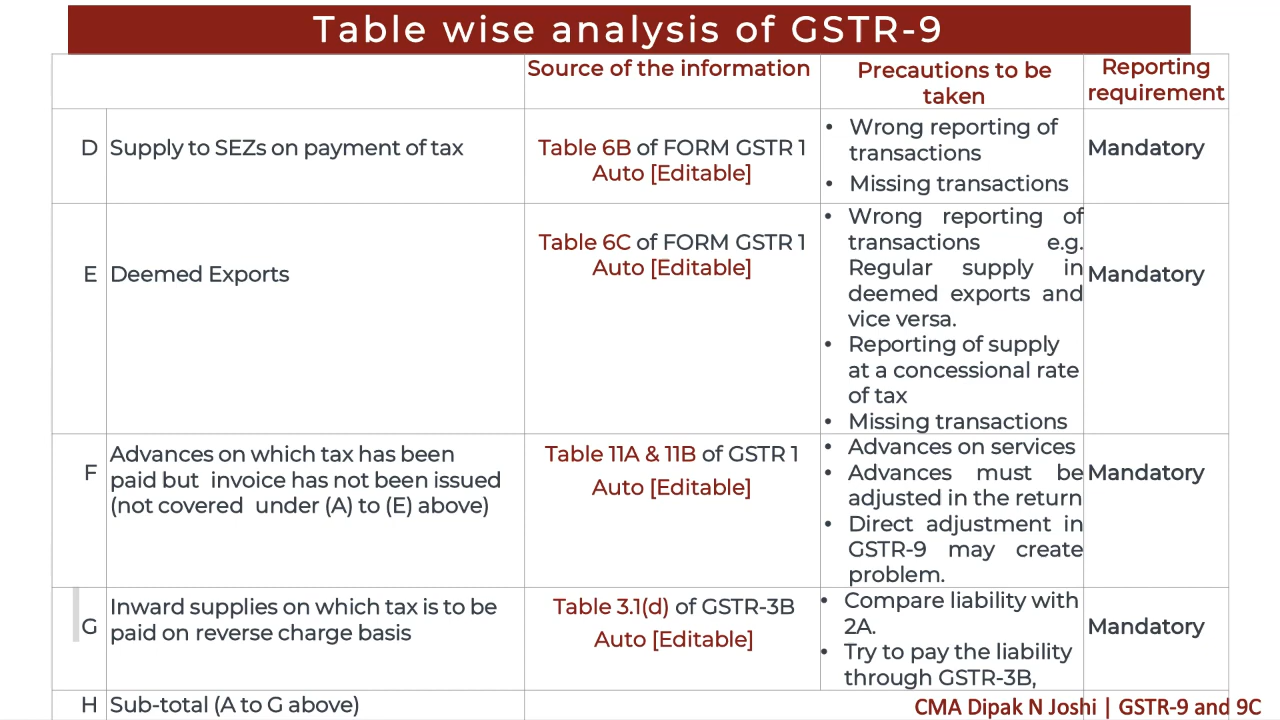 Table wise analysis of GSTR-9
Source of the information
Precautions to be
taken
Reporting
requirement
D
Supply to SEZs on payment of tax
Table 6B of FORM GSTR 1
Auto [Editable]
• Wrong reporting of
transactions
• Missing transactions
Mandatory
E
Deemed Exports
Table 6C of FORM GSTR 1
Auto [Editable]
• Wrong reporting of
transactions e.g.
Regular supply in
deemed exports and
vice versa.
• Reporting of supply
at a concessional rate
of tax
• Missing transactions
Mandatory
F
Advances on which tax has been
paid but invoice has not been issued
(not covered under (A) to (E) above)
Table 11A & 11B of GSTR 1
Auto [Editable]
• Advances on services
• Advances must be
adjusted in the return
• Direct adjustment in
GSTR-9 may create
problem.
Mandatory
G
Inward supplies on which tax is to be
paid on reverse charge basis
Table 3.1(d) of GSTR-3B
Auto [Editable]
• Compare liability with
2A.
• Try to pay the liability
through GSTR-3B,
Mandatory
H
Sub-total (A to G above)
CMA Dipak N Joshi | GSTR-9 and 9C